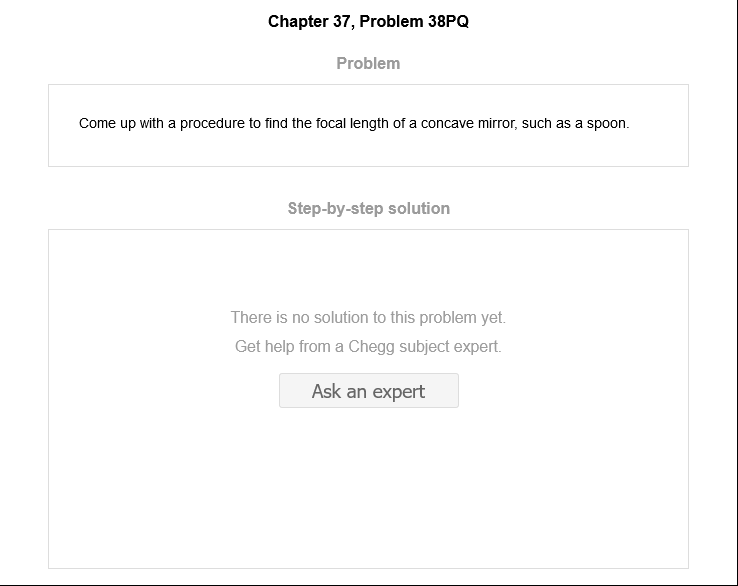 Chapter 37, Problem 38PQ
Problem
Come up with a procedure to find the focal length of a concave mirror, such as a spoon.
Step-by-step solution
There is no solution to this problem yet.
Get help from a Chegg subject expert.
Ask an expert